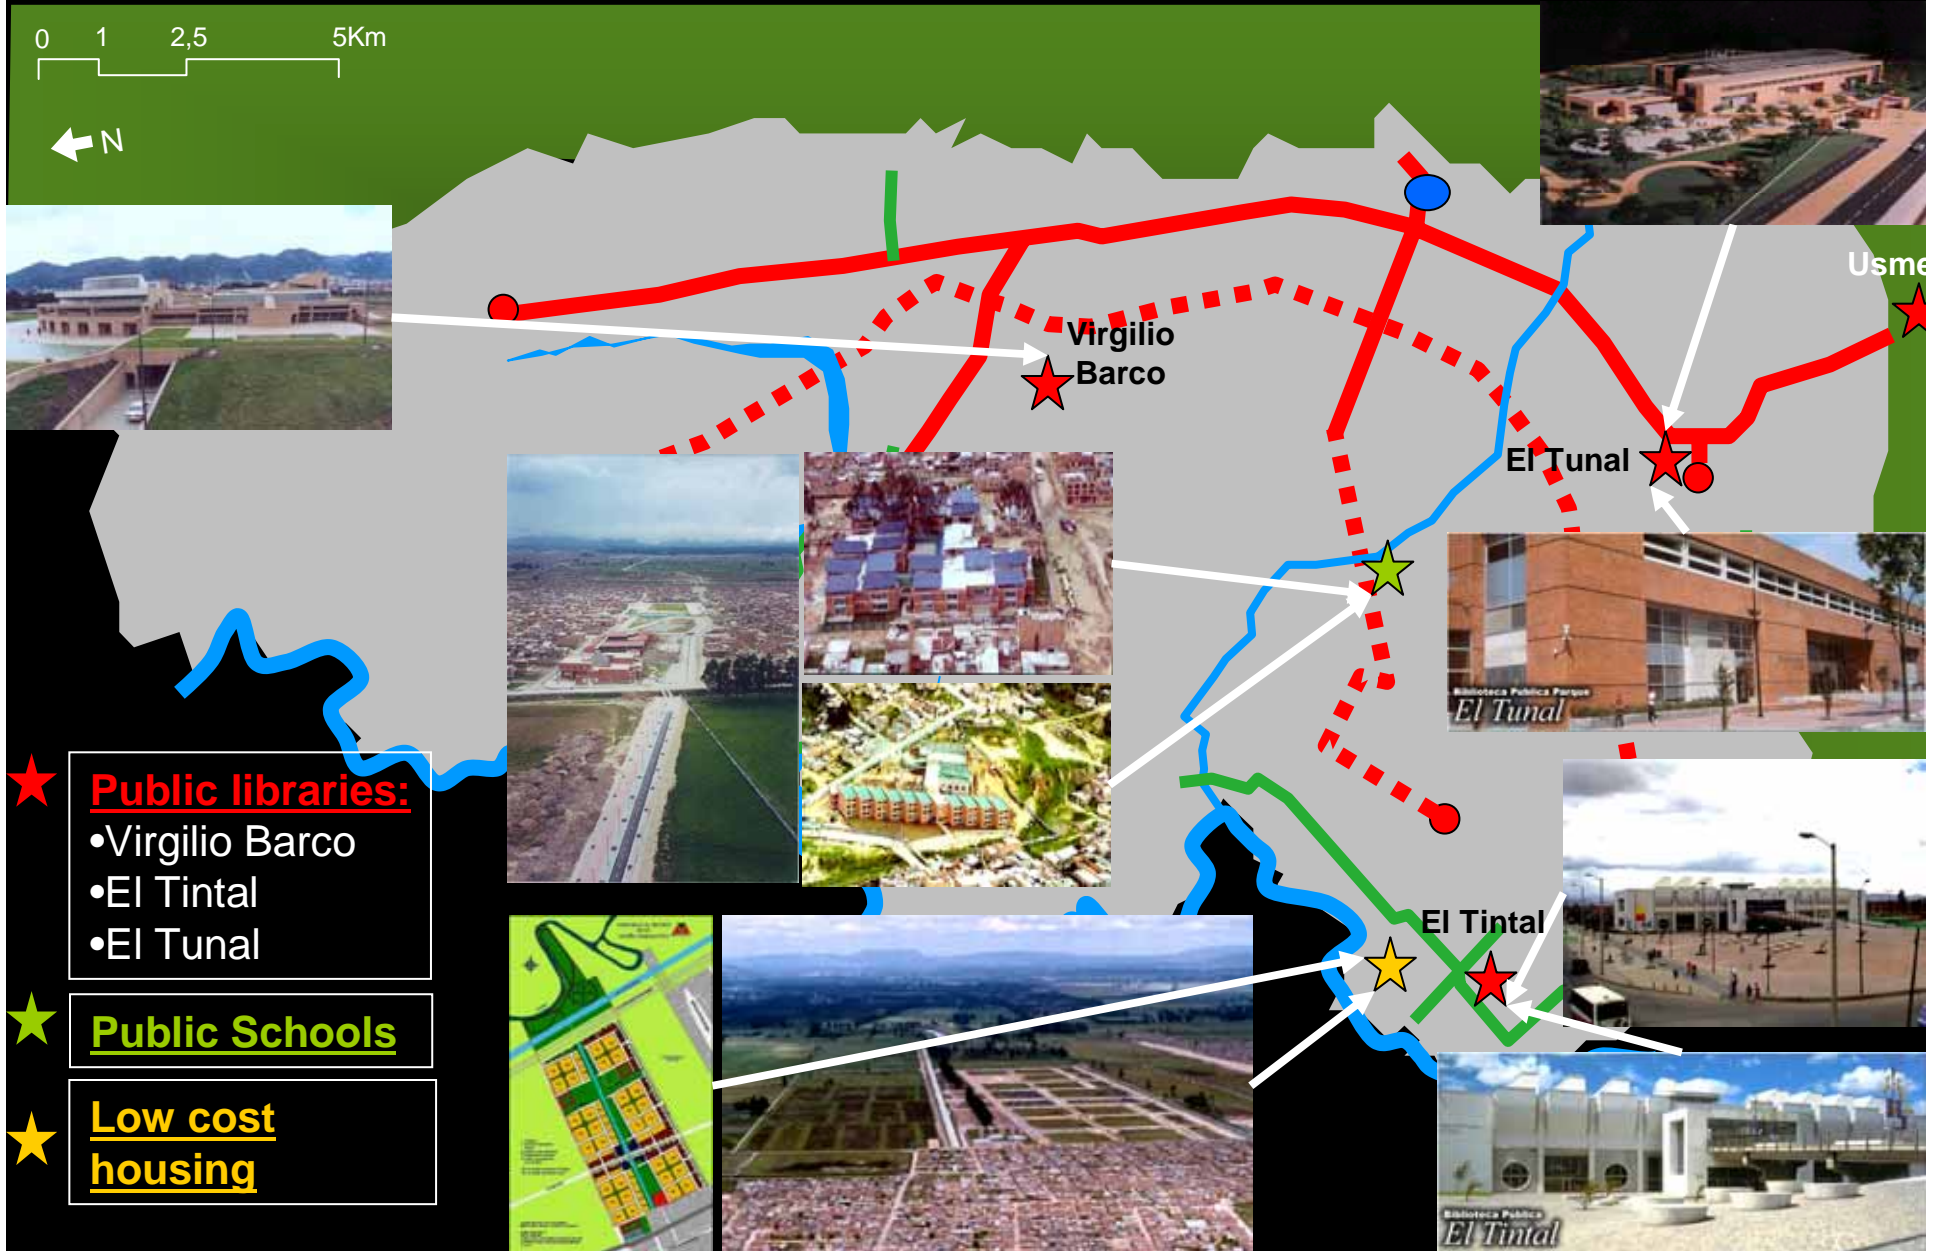 0 1 2,5 5Km
N
Usme
Virgilio
Barco
El Tunal
Biblioteca Publica Parque
El Tunal
Public libraries:
•Virgilio Barco
•El Tintal
•El Tunal
Public Schools
Low cost
housing
El Tintal
Biblioteca Publica
El Tintal